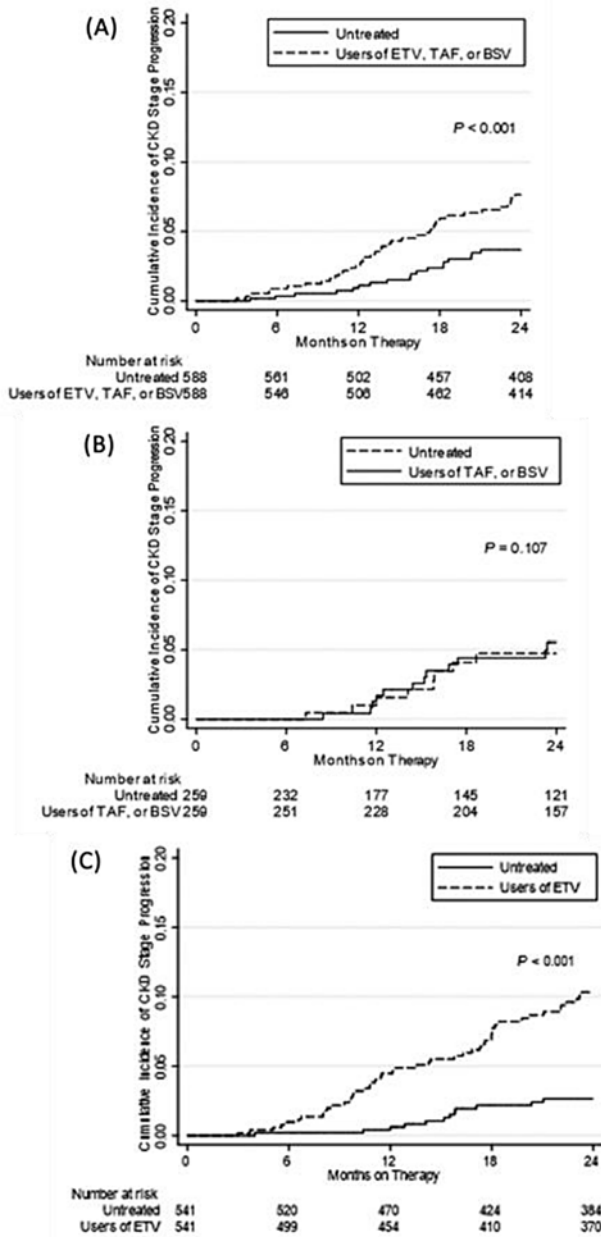 (A)
Cumulative Incidence of CKD Stage Progression
0.20
0.15
0.10
0.05
0.00
Untreated
Users of ETV, TAF, or BSV
P < 0.001
0 6 12 18 24
Months on Therapy
Number at risk
Untreated 588 561 502 457 408
Users of ETV, TAF, or BSV588 546 506 462 414
(B)
Cumulative Incidence of CKD Stage Progression
0.20
0.15
0.10
0.05
0.00
Untreated
Users of TAF, or BSV
P = 0.107
0 6 12 18 24
Months on Therapy
Number at risk
Untreated 259 232 177 145 121
Users of TAF, or BSV 259 251 228 204 157
(C)
Cumulative Incidence of CKD Stage Progression
0.20
0.15
0.10
0.05
0.00
Untreated
Users of ETV
P < 0.001
0 6 12 18 24
Months on Therapy
Number at risk
Untreated 541 520 470 424 384
Users of ETV 541 499 454 410 370